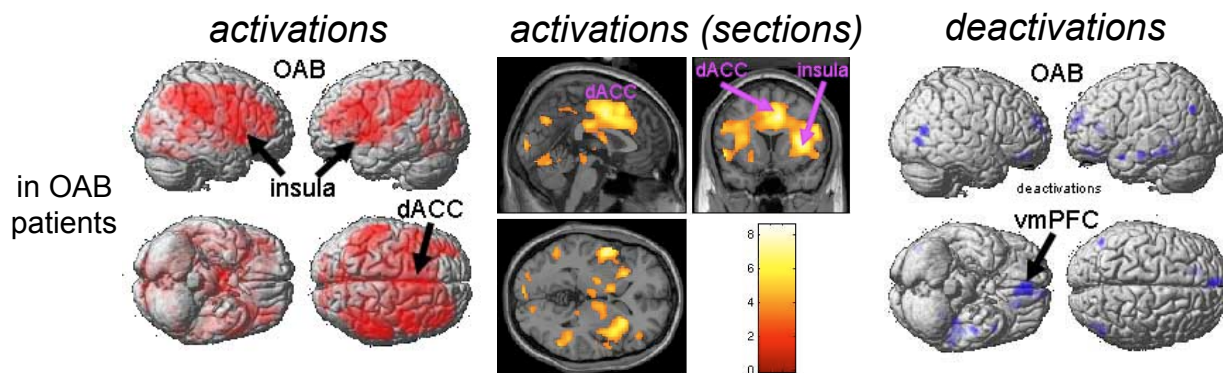 activations
activations (sections)
deactivations
OAB
insula
dACC
in OAB
patients
dACC
dACC
insula
8
6
4
2
0
OAB
deactivations
vmPFC